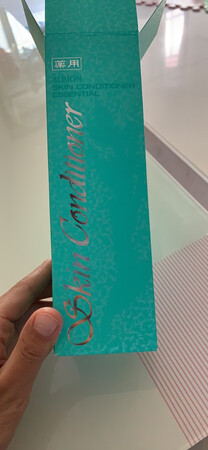 薬用
ALBION
SKIN CONDITIONER
ESSENTIAL
Skin Conditioner